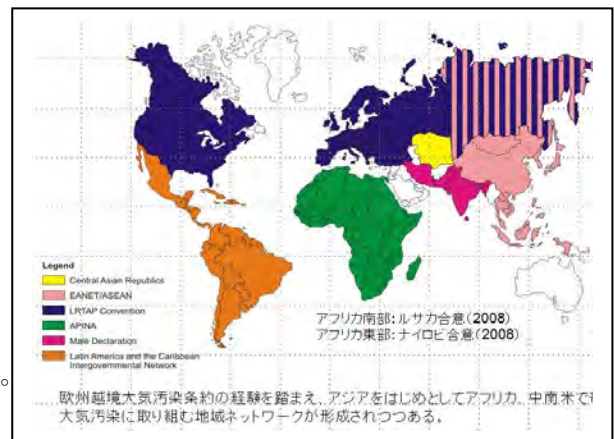 Legend
Central Asian Republics
EANET/ASEAN
LRTAP Convention
APINA
Malé Declaration
Latin America and the Caribbean
Intergovernmental Network
アフリカ南部：ルサカ合意（2008）
アフリカ東部：ナイロビ合意（2008）
欧州越境大気汚染条約の経験を踏まえ、アジアをはじめとしてアフリカ、中南米で
大気汚染に取り組む地域ネットワークが形成されつつある。
。